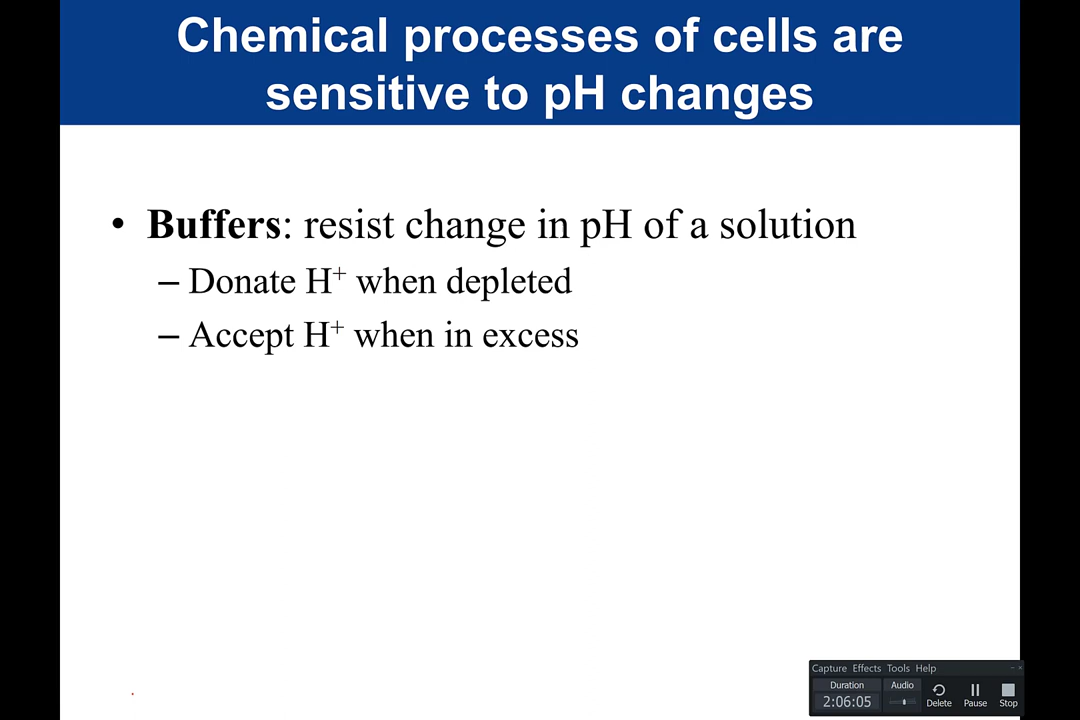 Chemical processes of cells are
sensitive to pH changes
• Buffers: resist change in pH of a solution
– Donate H⁺ when depleted
– Accept H⁺ when in excess
Capture Effects Tools Help
Duration Audio
2:06:05 Delete Pause Stop